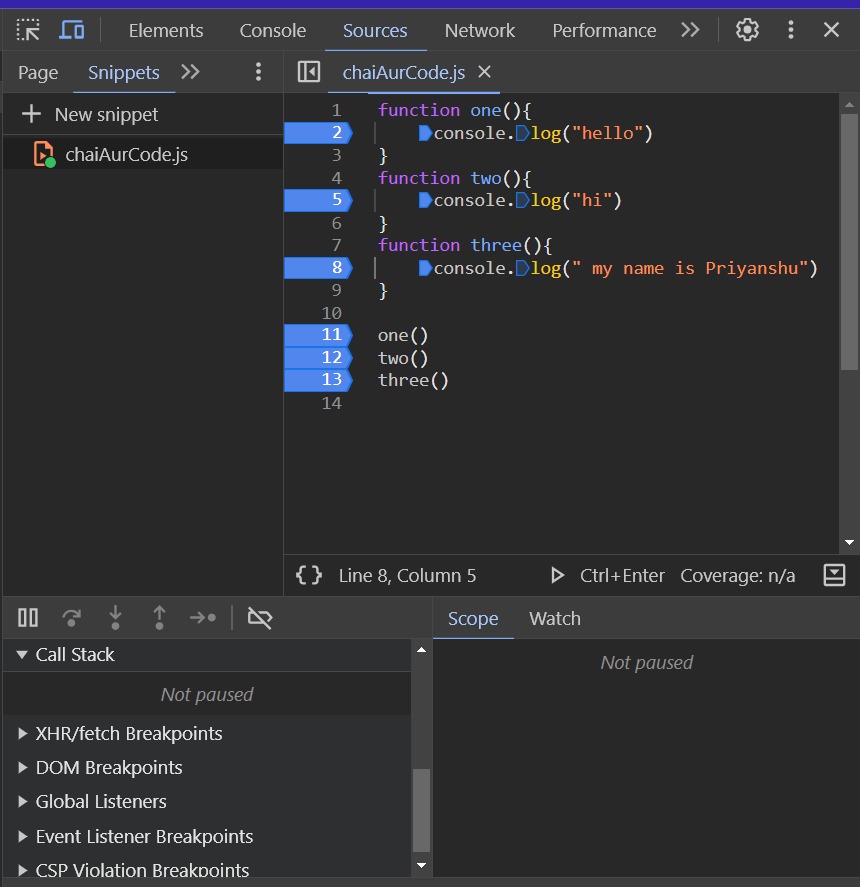 Elements Console Sources Network Performance
Page Snippets chaiAurCode.js
New snippet
chaiAurCode.js
1 function one(){
2 console.log("hello")
3 }
4 function two(){
5 console.log("hi")
6 }
7 function three(){
8 console.log(" my name is Priyanshu")
9 }
10
11 one()
12 two()
13 three()
14
{ } Line 8, Column 5 Ctrl+Enter Coverage: n/a
Scope Watch
Call Stack
Not paused
Not paused
XHR/fetch Breakpoints
DOM Breakpoints
Global Listeners
Event Listener Breakpoints
CSP Violation Breakpoints